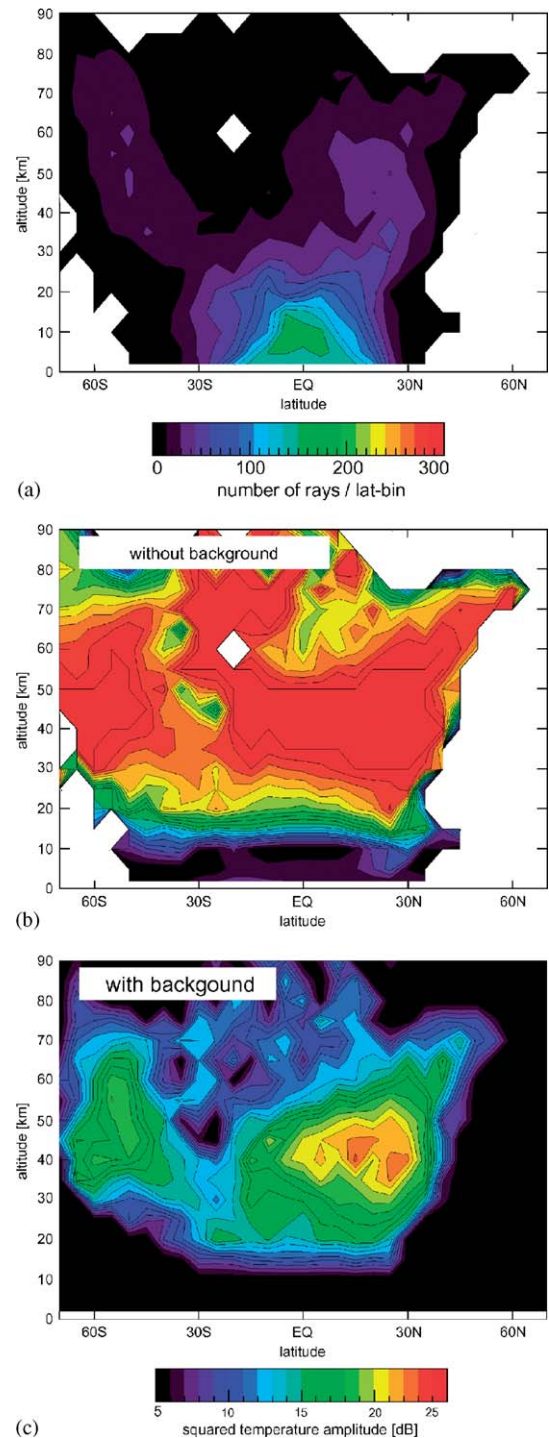 90
80
70
60
50
40
30
20
10
0
altitude [km]
60S 30S EQ 30N 60N
latitude
0 100 200 300
number of rays / lat-bin
(a)
without background
90
80
70
60
50
40
30
20
10
0
altitude [km]
60S 30S EQ 30N 60N
latitude
(b)
with backgound
90
80
70
60
50
40
30
20
10
0
altitude [km]
60S 30S EQ 30N 60N
latitude
5 10 15 20 25
squared temperature amplitude [dB]
(c)